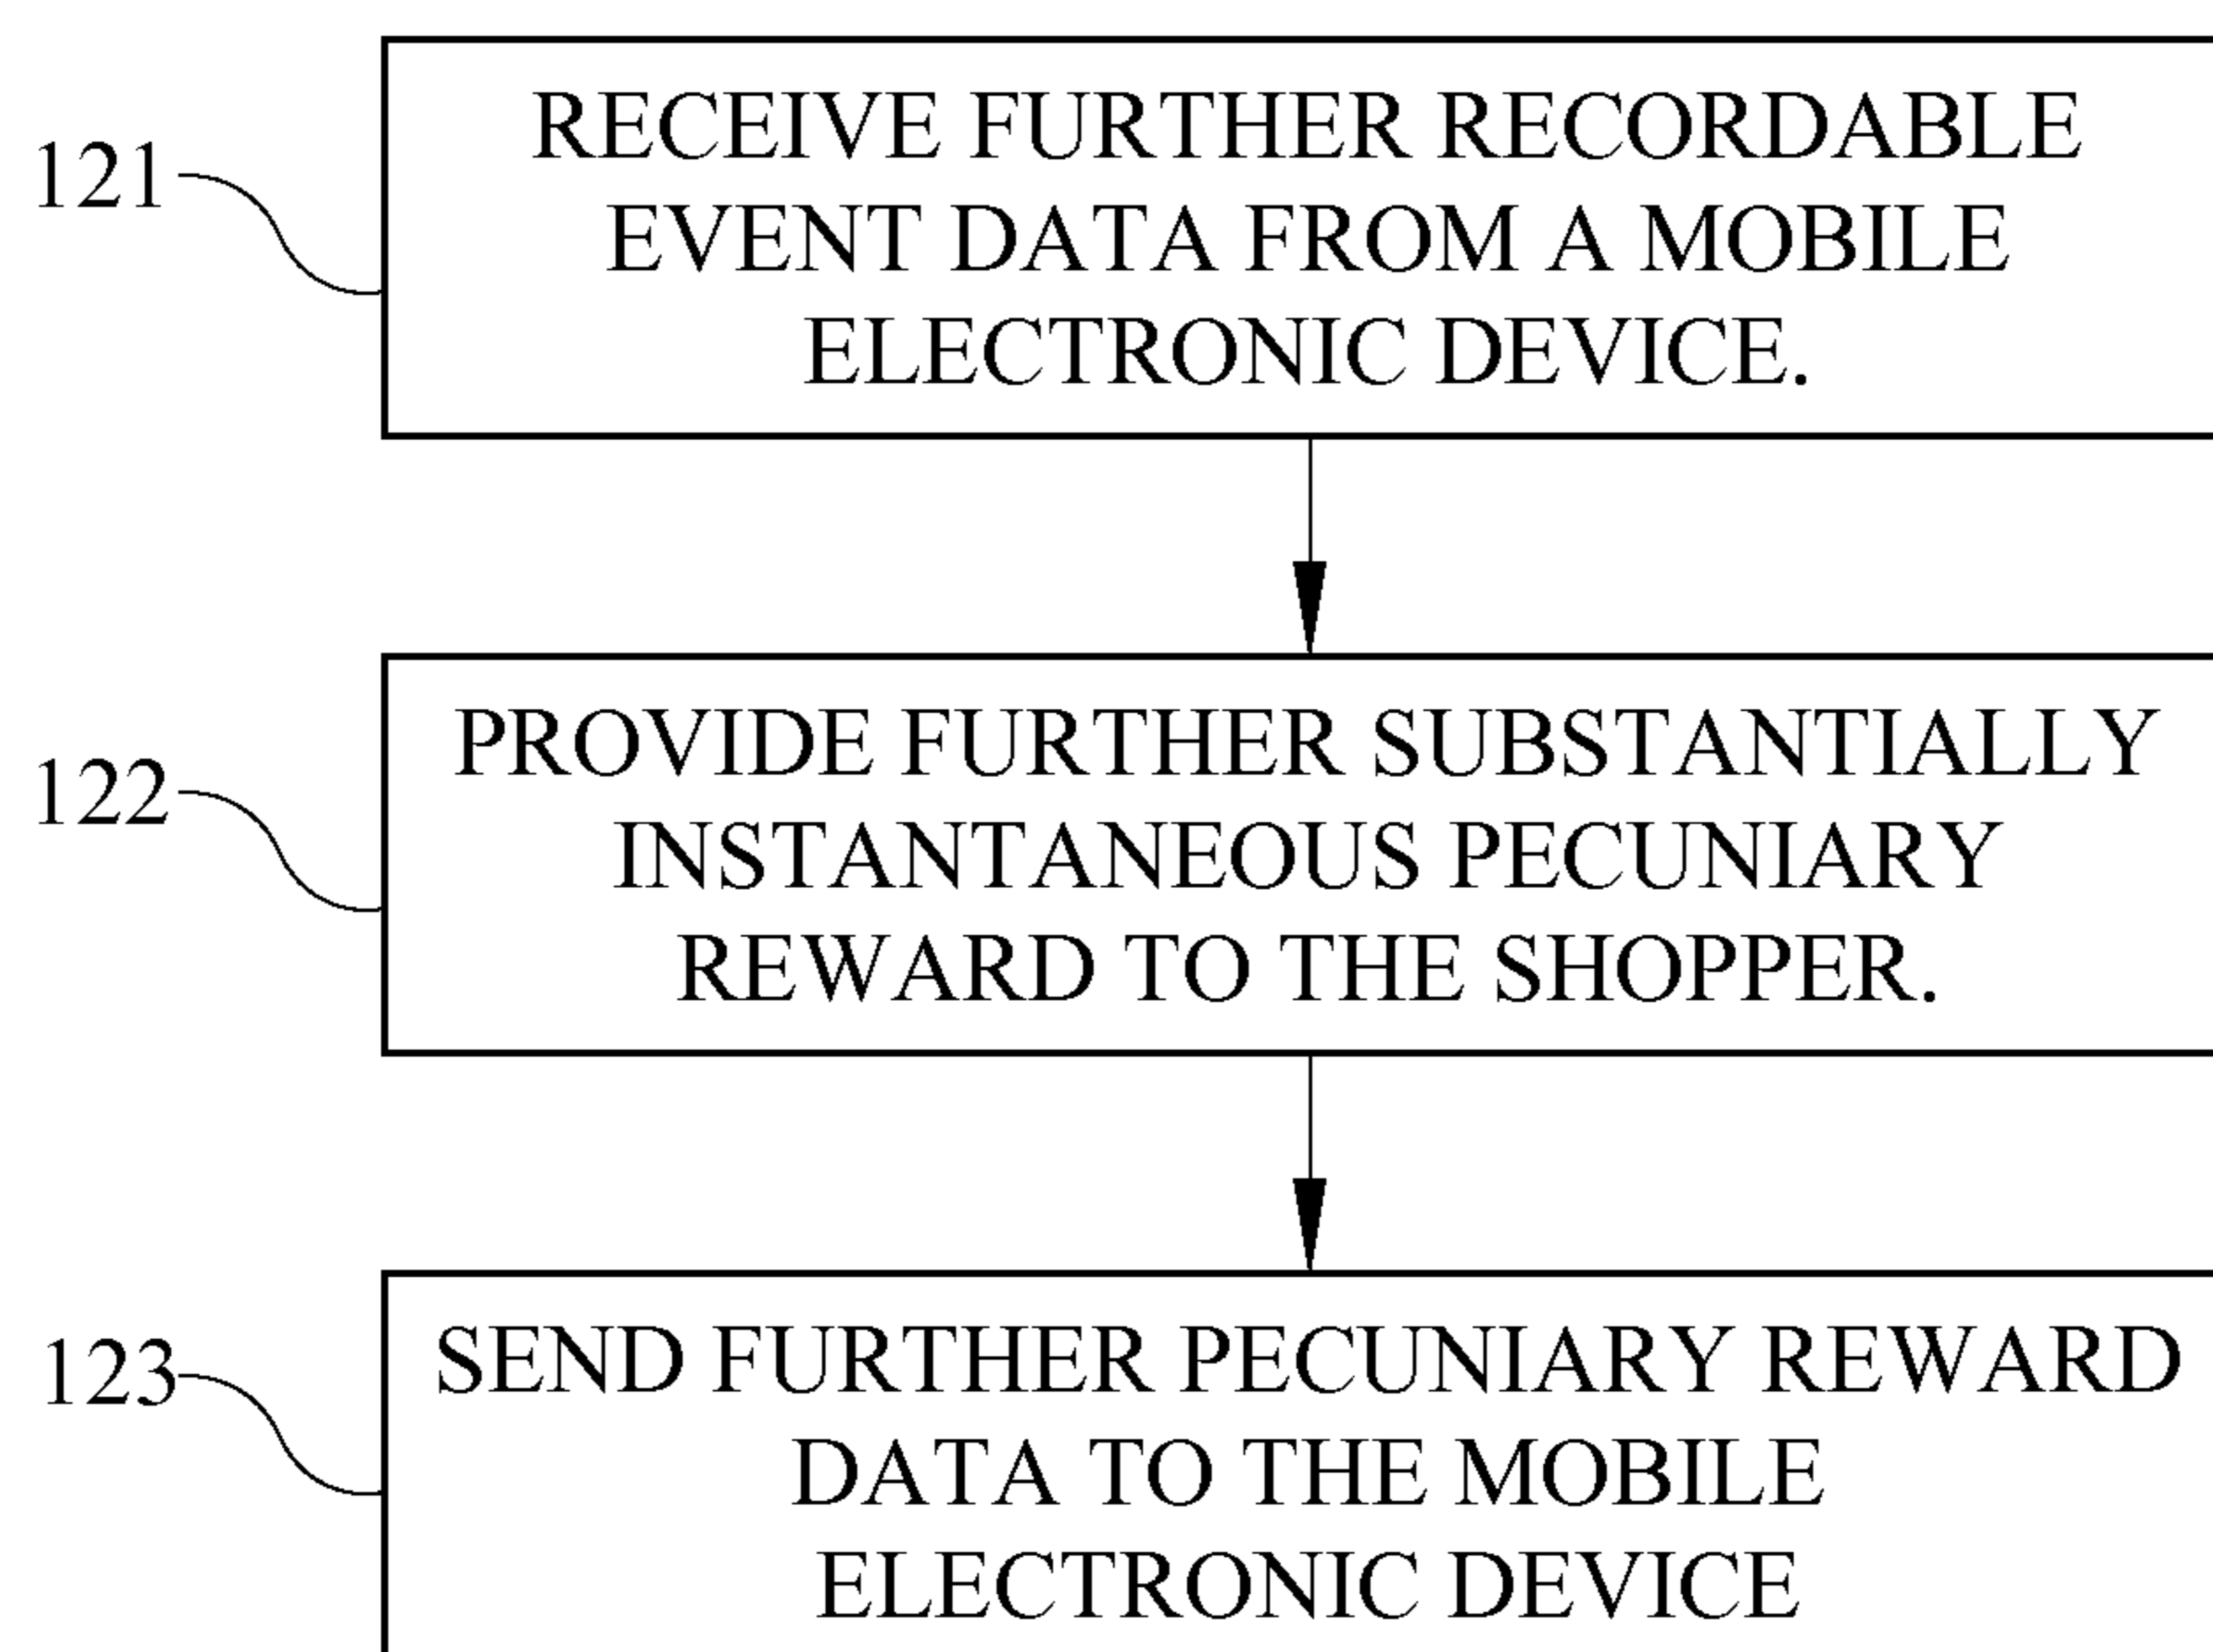 121
RECEIVE FURTHER RECORDABLE
EVENT DATA FROM A MOBILE
ELECTRONIC DEVICE.
122
PROVIDE FURTHER SUBSTANTIALLY
INSTANTANEOUS PECUNIARY
REWARD TO THE SHOPPER.
123
SEND FURTHER PECUNIARY REWARD
DATA TO THE MOBILE
ELECTRONIC DEVICE